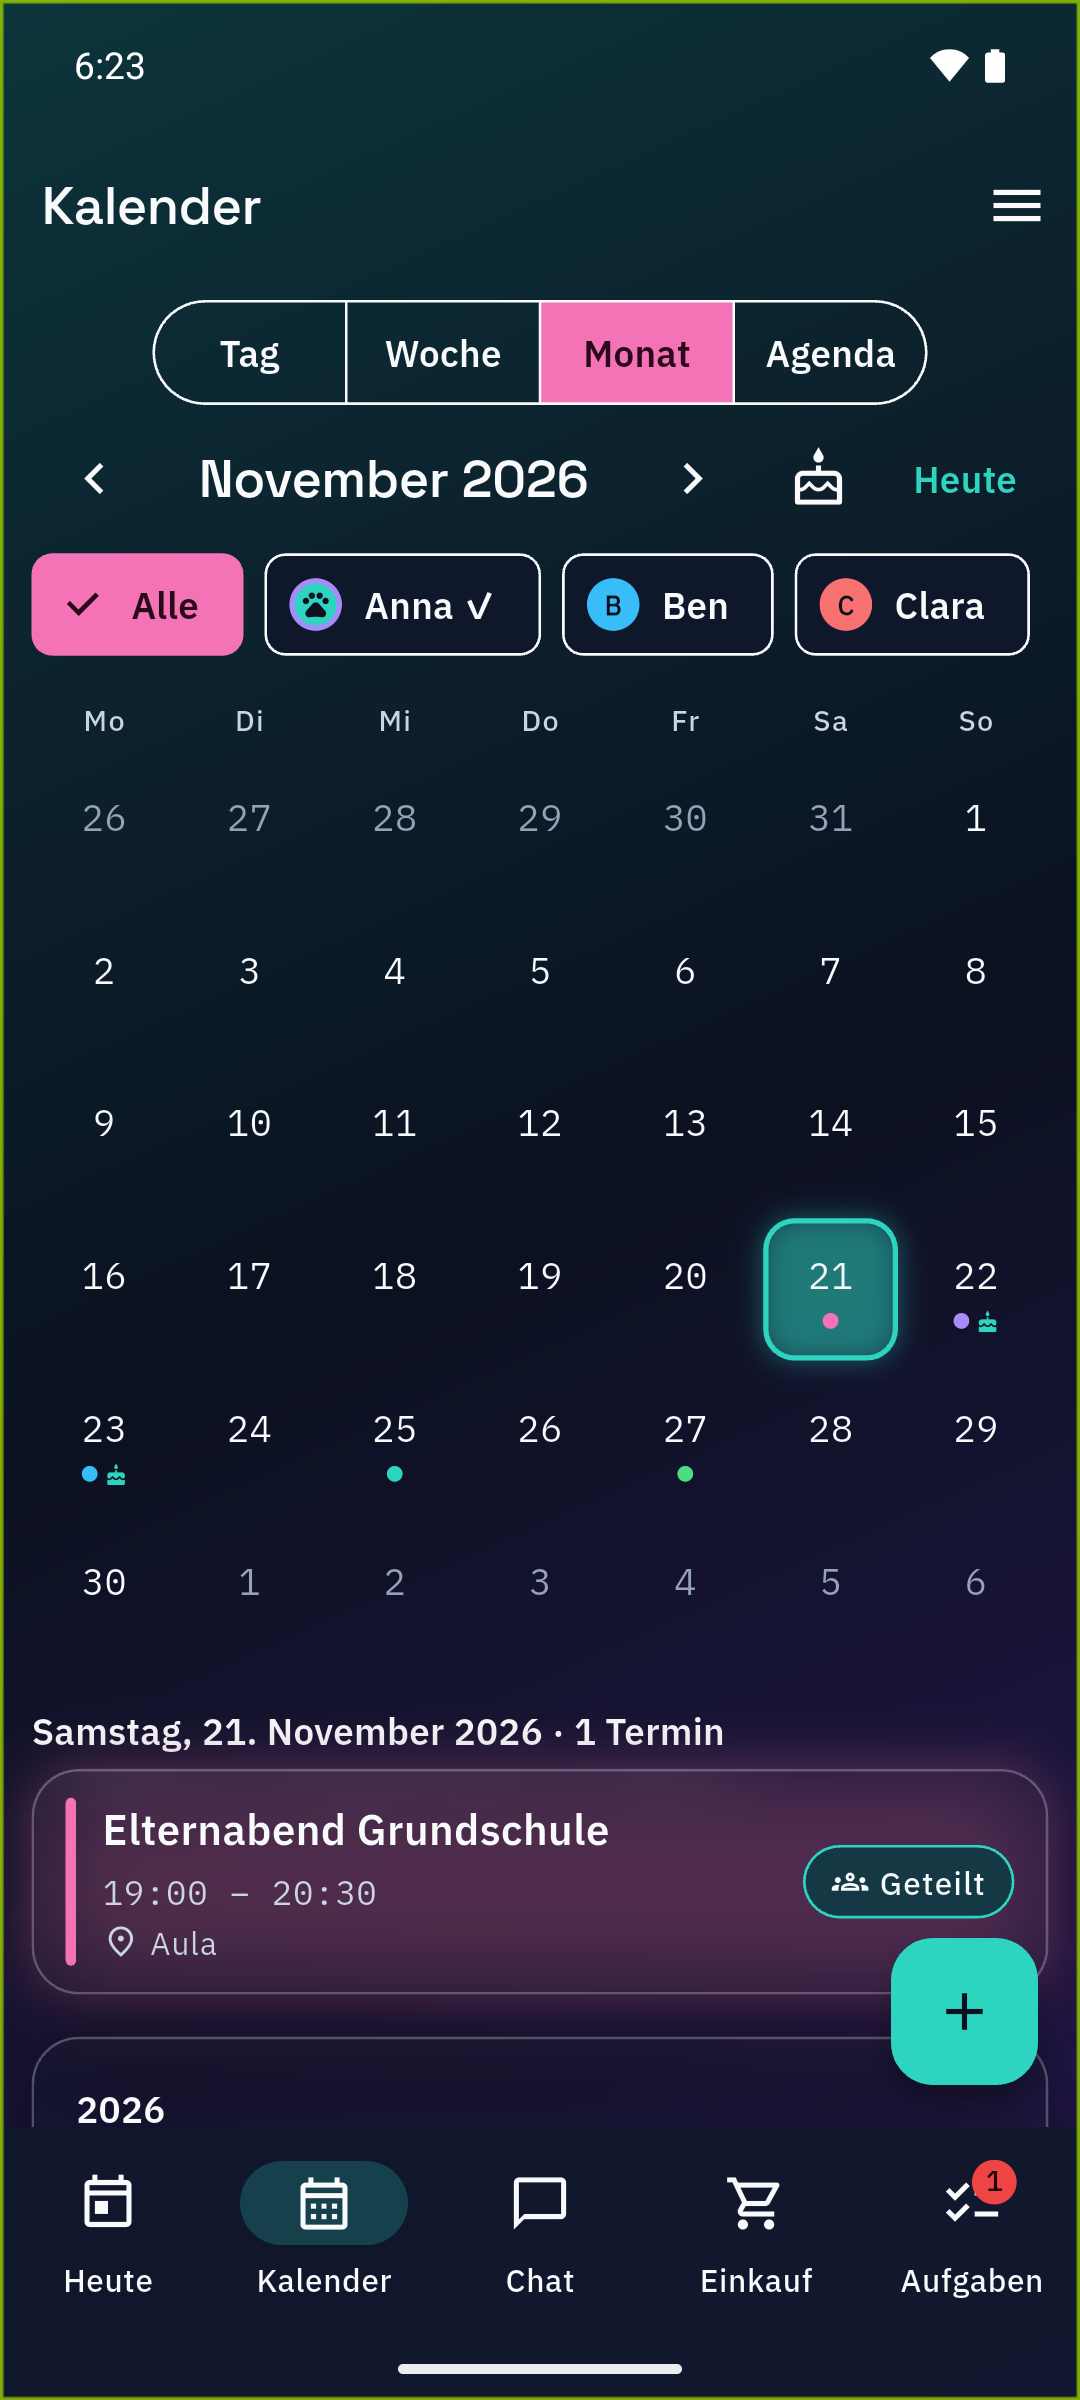 6:23
Kalender
Tag Woche Monat Agenda
November 2026 Heute
Alle Anna √ B Ben C Clara
Mo Di Mi Do Fr Sa So
26 27 28 29 30 31 1
2 3 4 5 6 7 8
9 10 11 12 13 14 15
16 17 18 19 20 21 22
23 24 25 26 27 28 29
30 1 2 3 4 5 6
Samstag, 21. November 2026 · 1 Termin
Elternabend Grundschule
19:00 – 20:30
Geteilt
Aula
+
2026
1
Heute Kalender Chat Einkauf Aufgaben